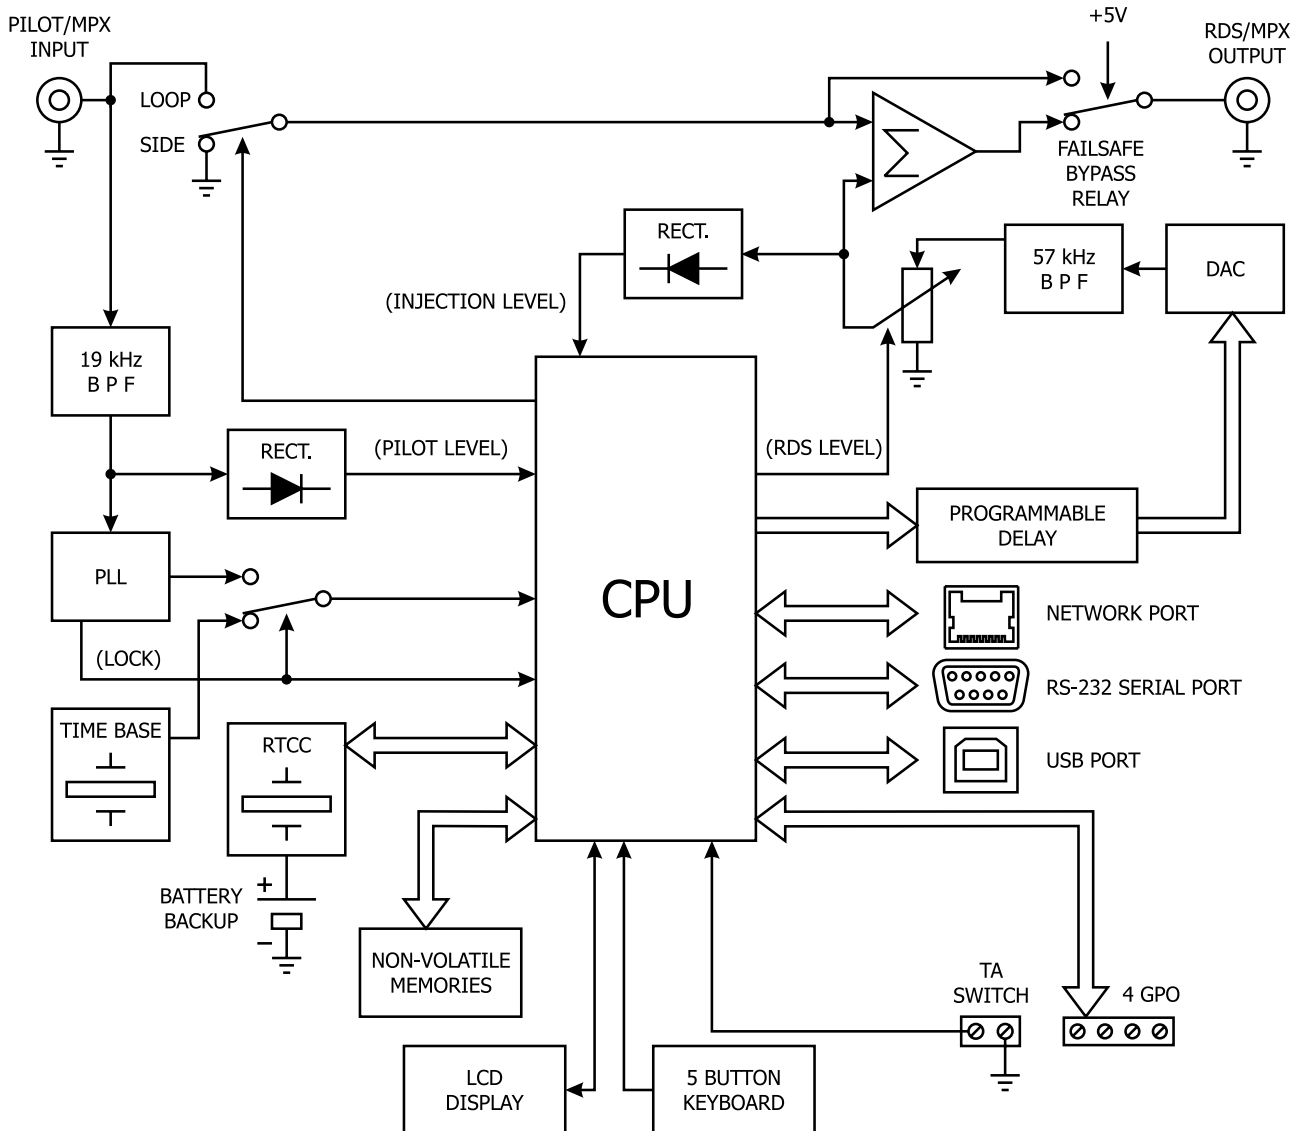 PILOT/MPX
INPUT
+5V
RDS/MPX
OUTPUT
LOOP
SIDE
FAILSAFE
BYPASS
RELAY
RECT.
57 kHz
B P F
DAC
(INJECTION LEVEL)
19 kHz
B P F
RECT.
(PILOT LEVEL)
(RDS LEVEL)
PROGRAMMABLE
DELAY
PLL
CPU
NETWORK PORT
(LOCK)
RS-232 SERIAL PORT
TIME BASE
RTCC
USB PORT
+
BATTERY
BACKUP
–
NON-VOLATILE
MEMORIES
TA
SWITCH
4 GPO
LCD
DISPLAY
5 BUTTON
KEYBOARD